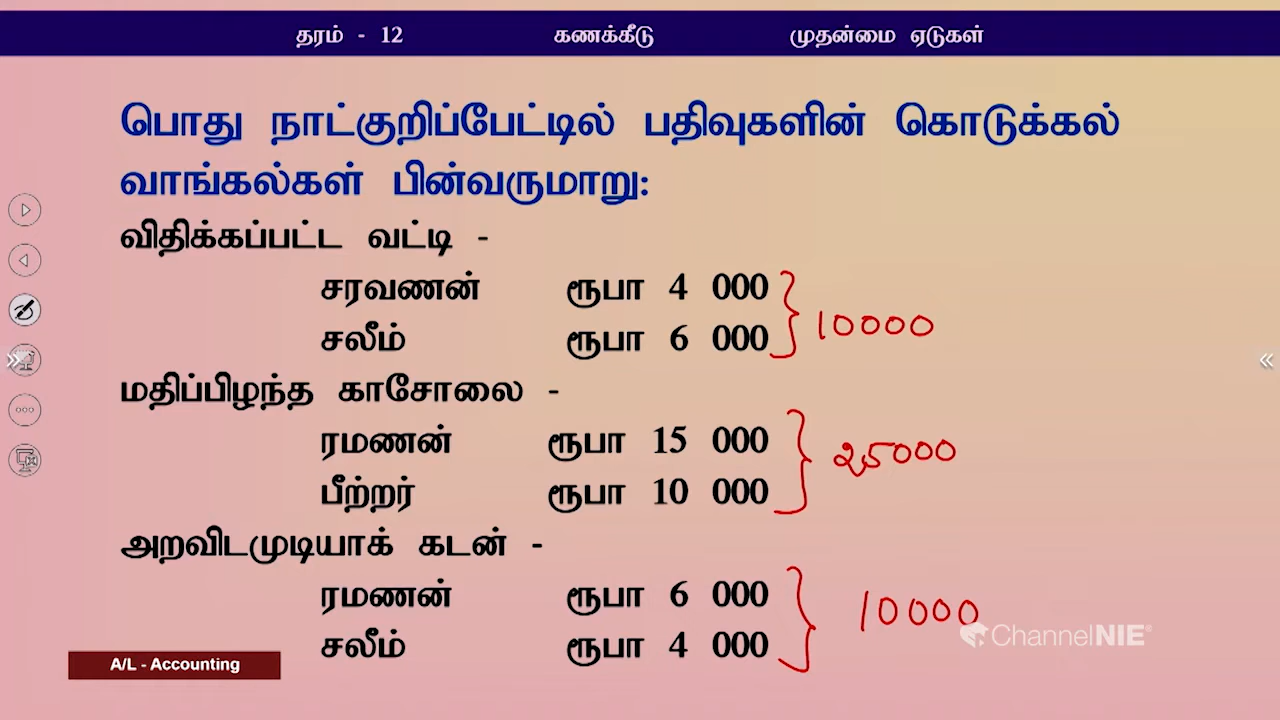 தரம் - 12 கணக்கீடு முதன்மை ஏடுகள்
பொது நாட்குறிப்பேட்டில் பதிவுகளின் கொடுக்கல்
வாங்கல்கள் பின்வருமாறு:
விதிக்கப்பட்ட வட்டி -
சரவணன் ரூபா 4 000
சலீம் ரூபா 6 000
10000
மதிப்பிழந்த காசோலை -
ரமணன் ரூபா 15 000
பீற்றர் ரூபா 10 000
25000
அறவிடமுடியாக் கடன் -
ரமணன் ரூபா 6 000
சலீம் ரூபா 4 000
10000
ChannelNIE
A/L - Accounting